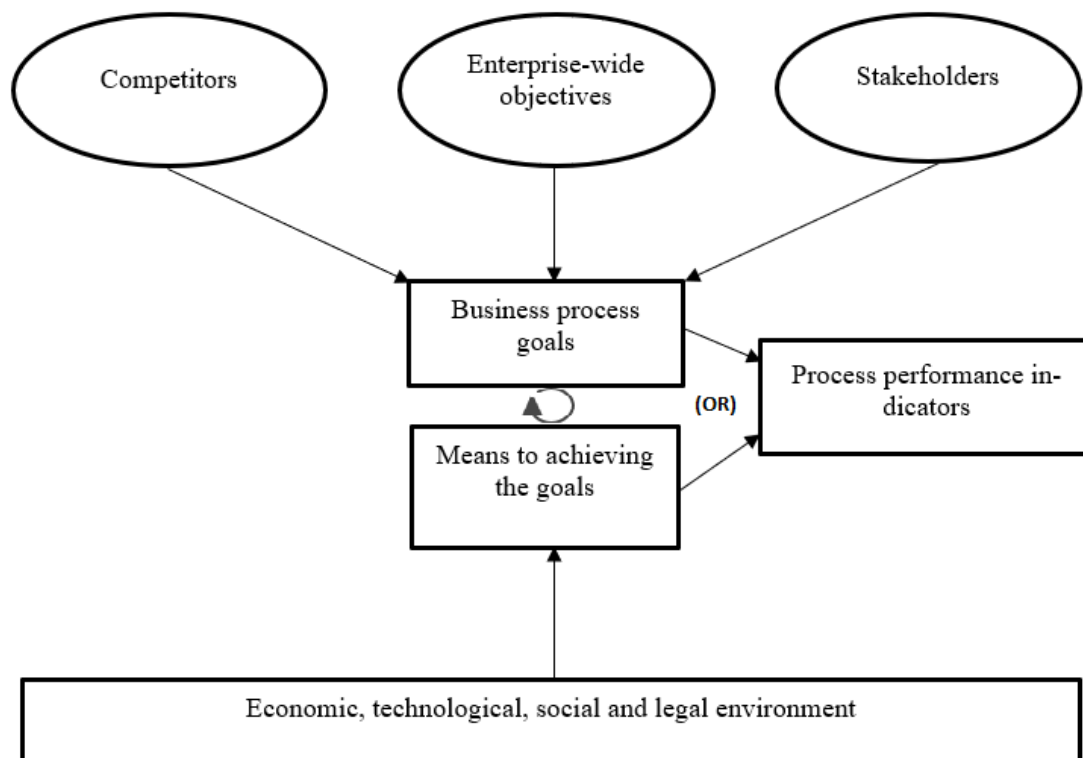 Competitors
Enterprise-wide
objectives
Stakeholders
Business process
goals
Process performance in-
dicators
(OR)
Means to achieving
the goals
Economic, technological, social and legal environment